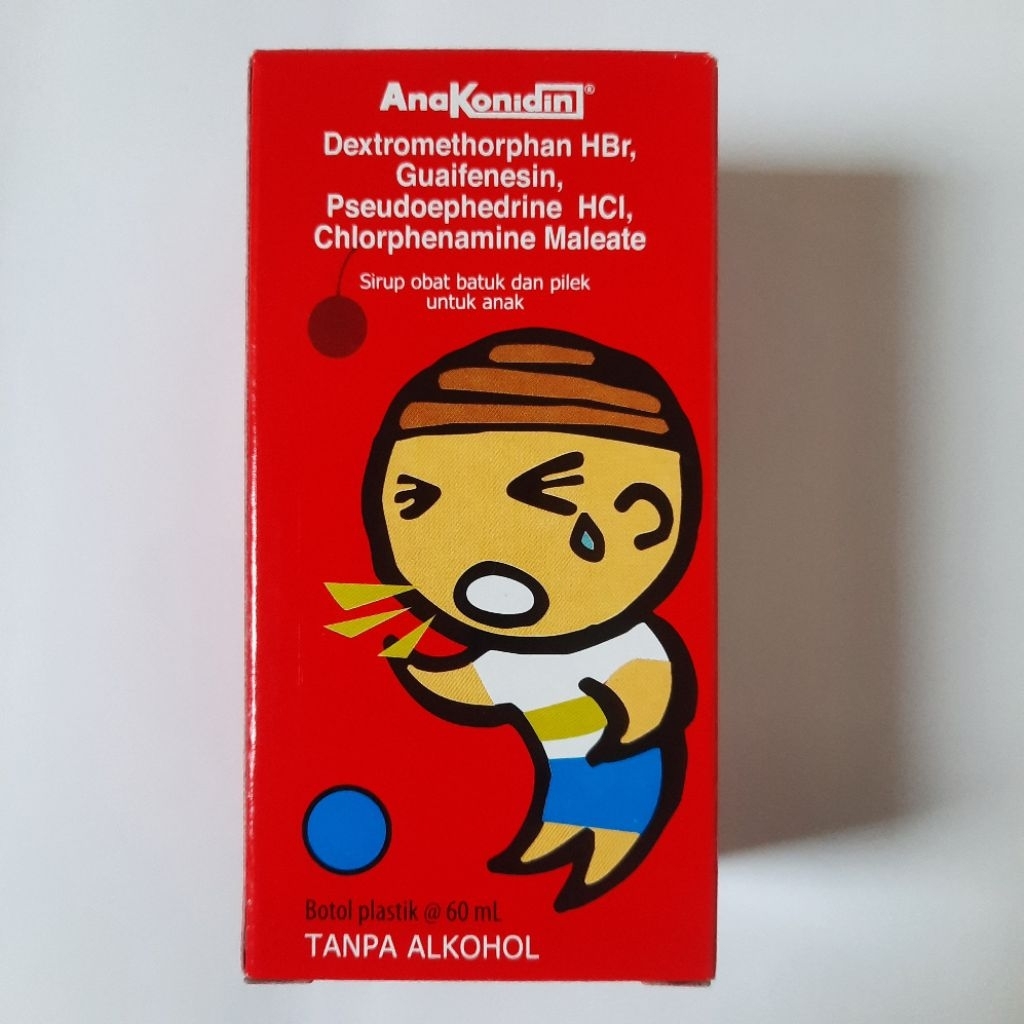 AnaKonidin®
Dextromethorphan HBr,
Guaifenesin,
Pseudoephedrine HCl,
Chlorphenamine Maleate
Sirup obat batuk dan pilek
untuk anak
Botol plastik @ 60 mL
TANPA ALKOHOL